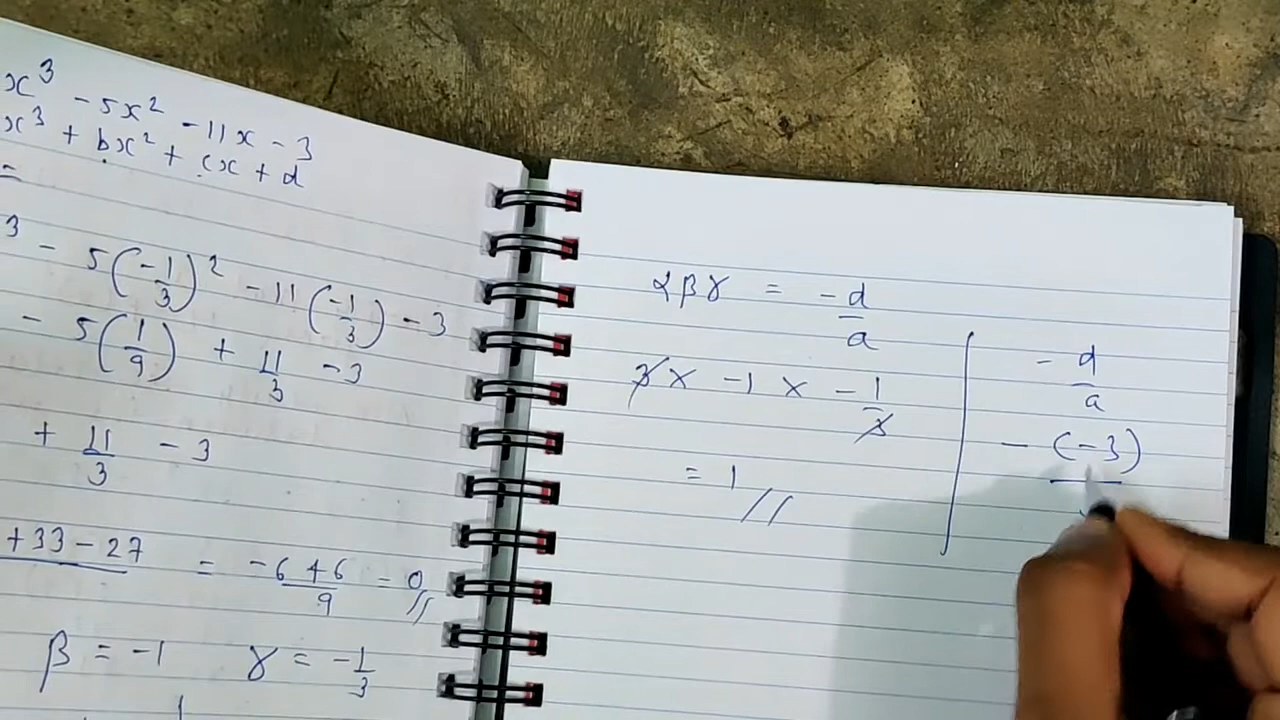 x³ - 5x² - 11x - 3
x³ + bx² + cx + d
=
³ - 5(-1/3)² - 11(-1/3) - 3
- 5(1/9) + 11/3 - 3
+ 11/3 - 3
+33-27 = -6+6/9 = 0//
β = -1 γ = -1/3
αβγ = -d/a
3 x -1 x -1/3
= 1 //
- d/a
- (-3)